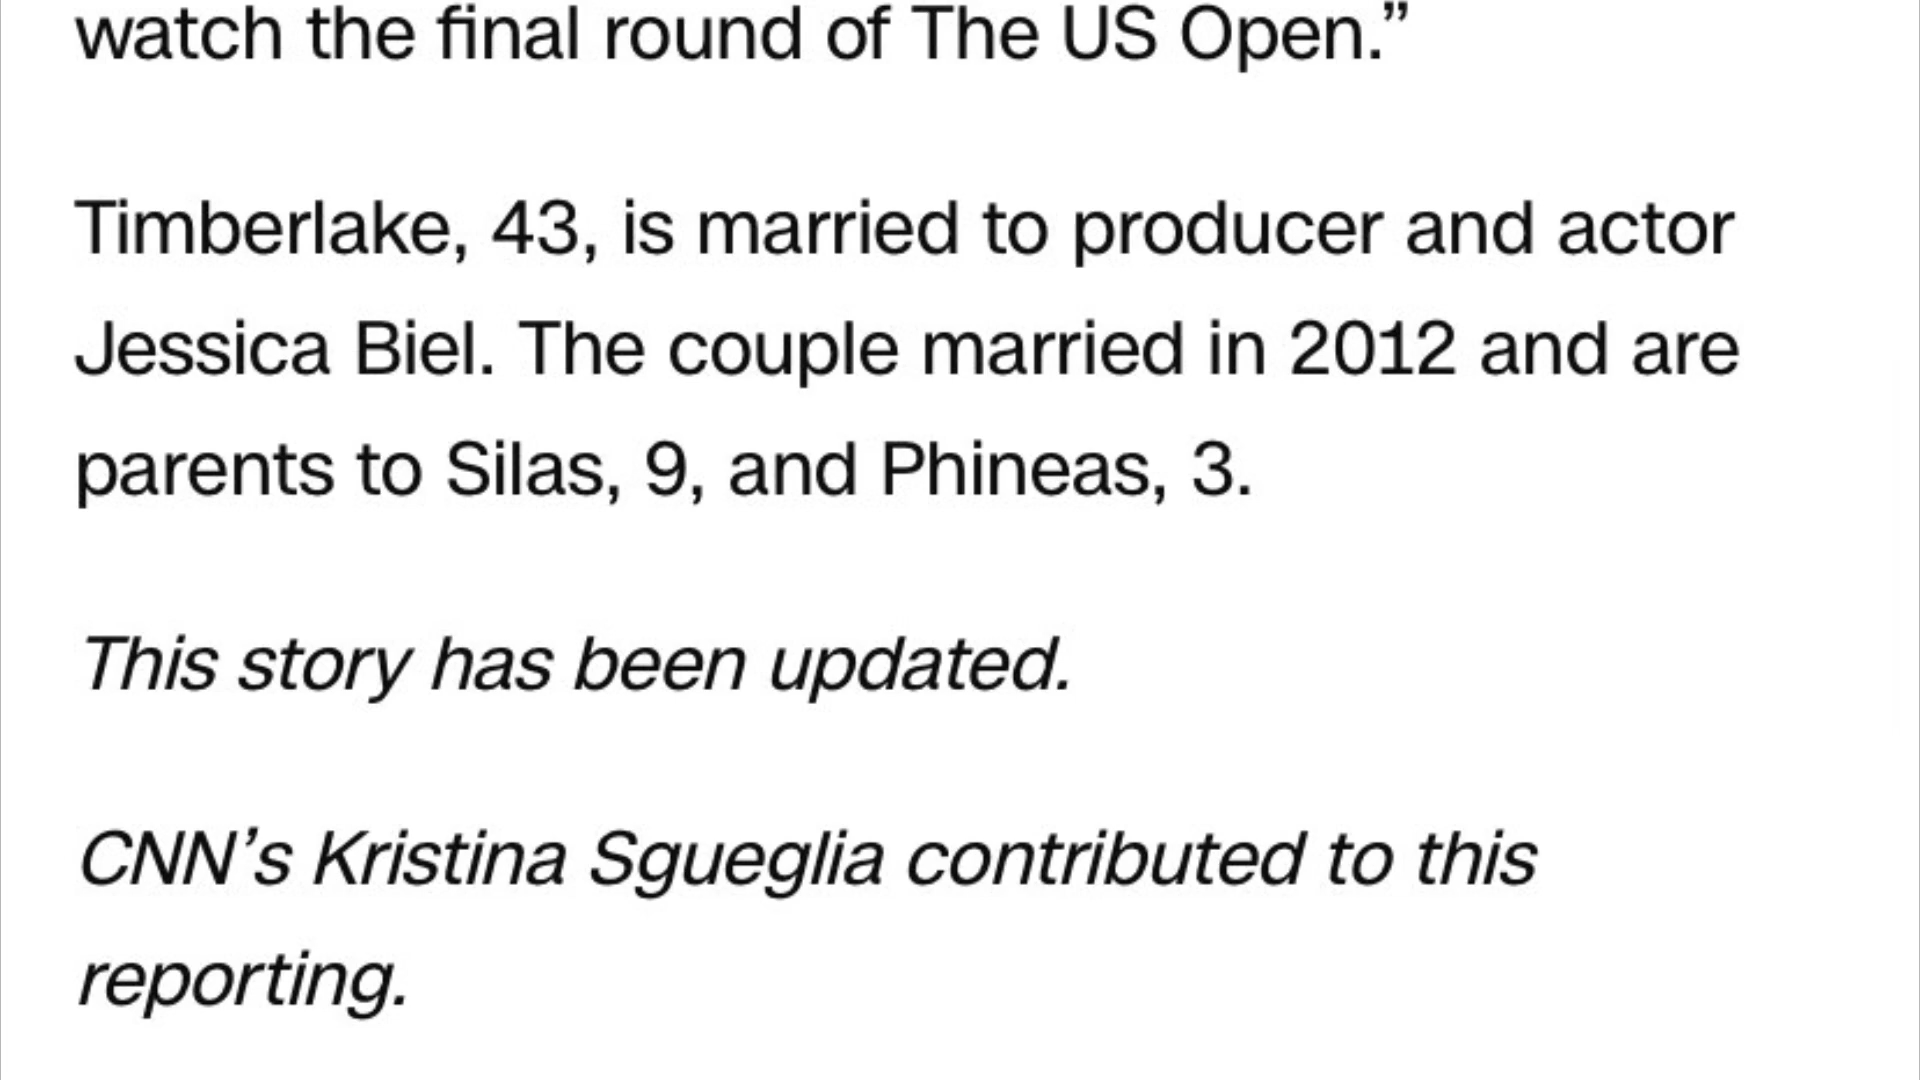 watch the final round of The US Open.”
Timberlake, 43, is married to producer and actor
Jessica Biel. The couple married in 2012 and are
parents to Silas, 9, and Phineas, 3.
This story has been updated.
CNN’s Kristina Sgueglia contributed to this
reporting.